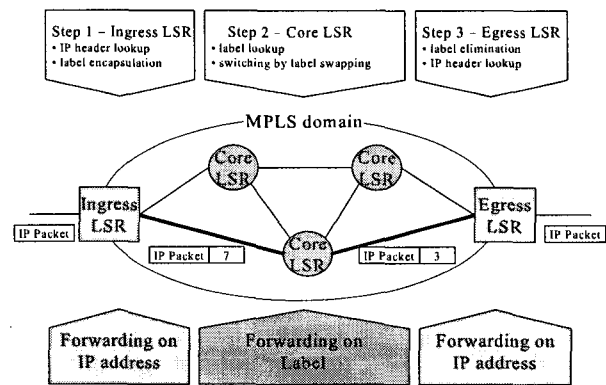 Step 1 – Ingress LSR
• IP header lookup
• label encapsulation
Step 2 – Core LSR
• label lookup
• switching by label swapping
Step 3 – Egress LSR
• label elimination
• IP header lookup
MPLS domain
Core
LSR
Core
LSR
Ingress
LSR
Egress
LSR
IP Packet
IP Packet 7
Core
LSR
IP Packet 3
IP Packet
Forwarding on
IP address
Forwarding on
Label
Forwarding on
IP address